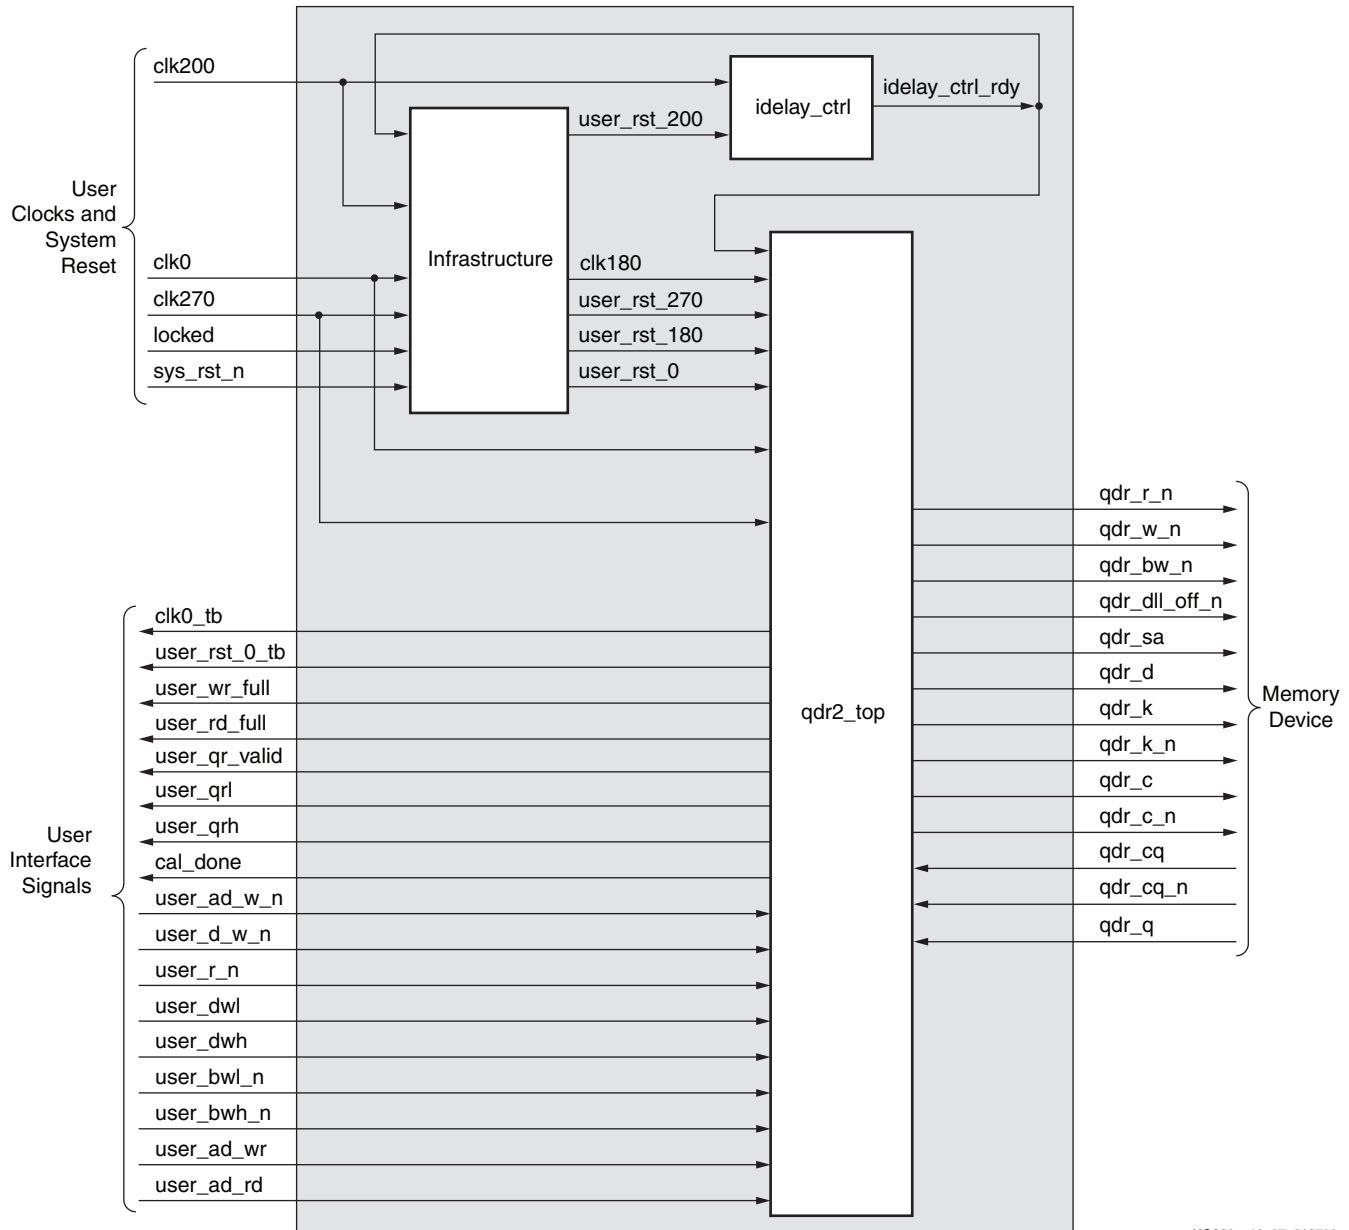 clk200
idelay_ctrl_rdy
user_rst_200
idelay_ctrl
User
Clocks and
System
Reset
clk0
clk270
locked
sys_rst_n
Infrastructure
clk180
user_rst_270
user_rst_180
user_rst_0
qdr_r_n
qdr_w_n
qdr_bw_n
qdr_dll_off_n
qdr_sa
qdr_d
qdr_k
qdr_k_n
qdr_c
qdr_c_n
qdr_cq
qdr_cq_n
qdr_q
Memory
Device
qdr2_top
clk0_tb
user_rst_0_tb
user_wr_full
user_rd_full
user_qr_valid
user_qrl
user_qrh
cal_done
user_ad_w_n
user_d_w_n
user_r_n
user_dwl
user_dwh
user_bwl_n
user_bwh_n
user_ad_wr
user_ad_rd
User
Interface
Signals